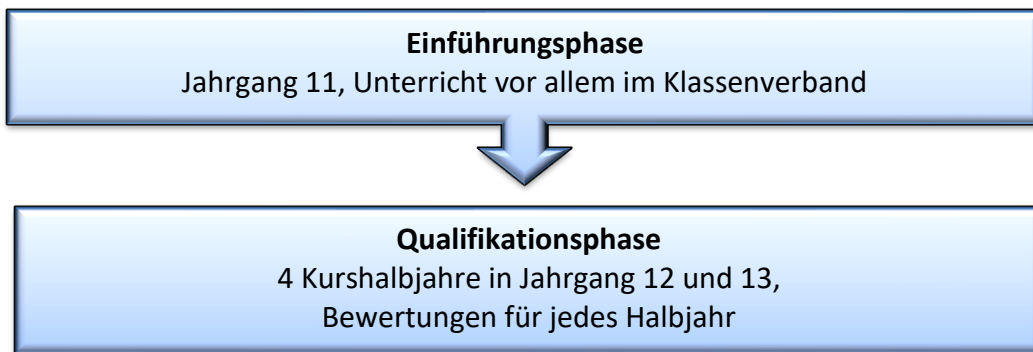 Einführungsphase
Jahrgang 11, Unterricht vor allem im Klassenverband
Qualifikationsphase
4 Kurshalbjahre in Jahrgang 12 und 13,
Bewertungen für jedes Halbjahr